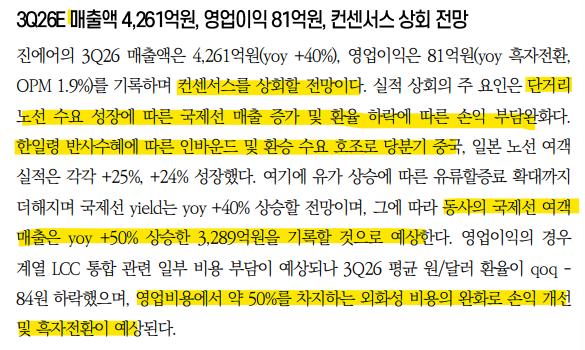 3Q26E 매출액 4,261억원, 영업이익 81억원, 컨센서스 상회 전망
진에어의 3Q26 매출액은 4,261억원(yoy +40%), 영업이익은 81억원(yoy 흑자전환,
OPM 1.9%)를 기록하며 컨센서스를 상회할 전망이다. 실적 상회의 주 요인은 단거리
노선 수요 성장에 따른 국제선 매출 증가 및 환율 하락에 따른 손익 부담완화다.
한일령 반사수혜에 따른 인바운드 및 환승 수요 호조로 당분기 중국, 일본 노선 여객
실적은 각각 +25%, +24% 성장했다. 여기에 유가 상승에 따른 유류할증료 확대까지
더해지며 국제선 yield는 yoy +40% 상승할 전망이며, 그에 따라 동사의 국제선 여객
매출은 yoy +50% 상승한 3,289억원을 기록할 것으로 예상한다. 영업이익의 경우
계열 LCC 통합 관련 일부 비용 부담이 예상되나 3Q26 평균 원/달러 환율이 qoq -
84원 하락했으며, 영업비용에서 약 50%를 차지하는 외화성 비용의 완화로 손익 개선
및 흑자전환이 예상된다.